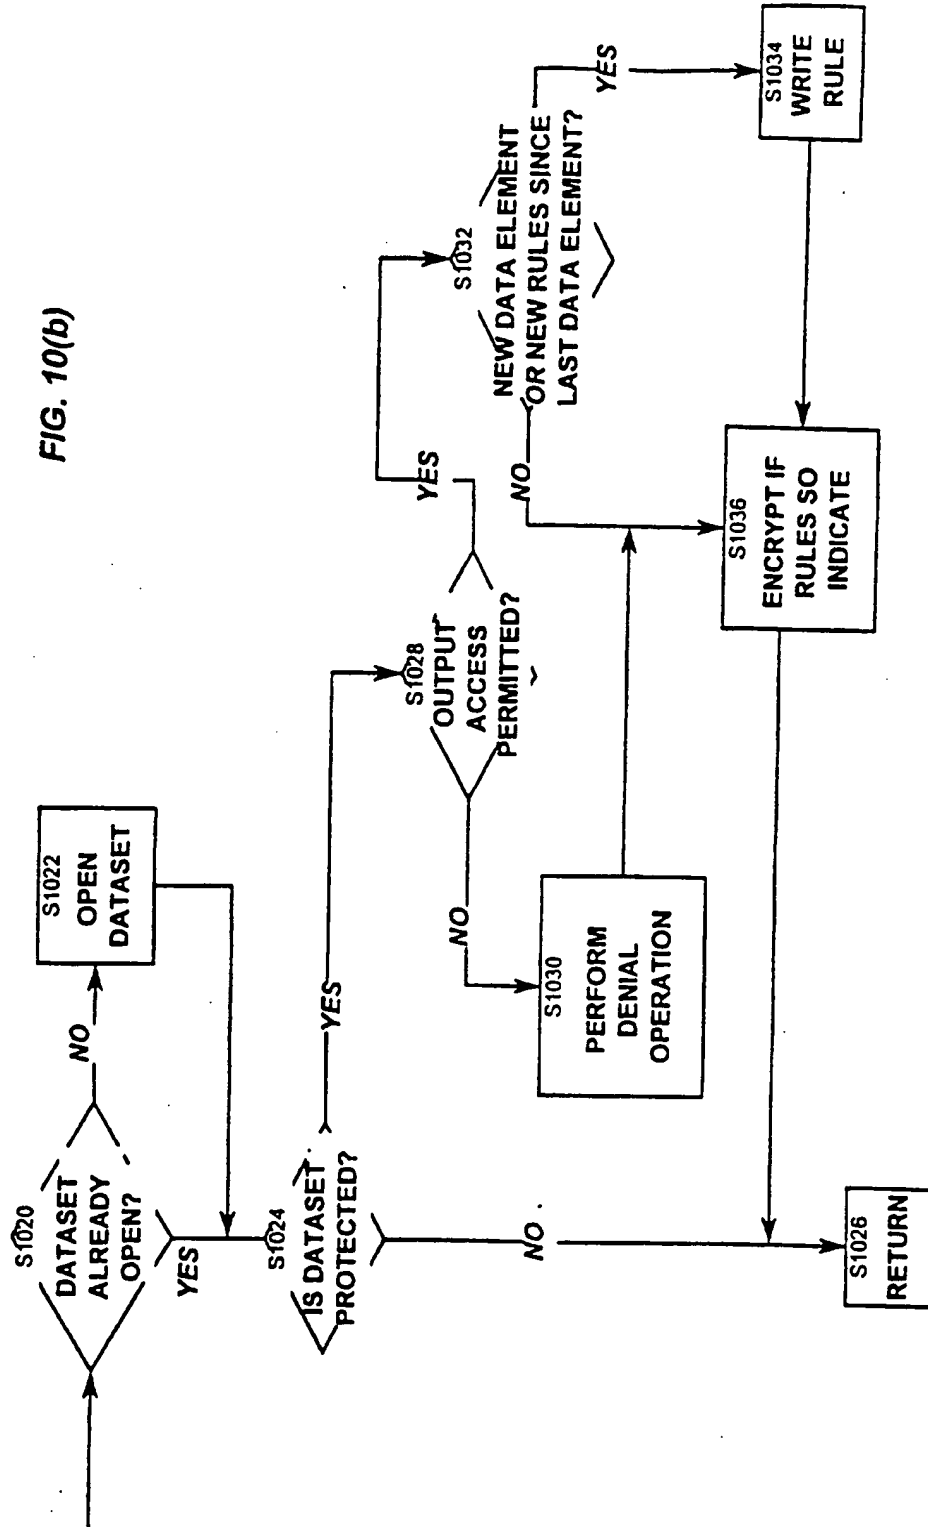 FIG. 10(b)
S1020
DATASET
ALREADY
OPEN?
NO
YES
S1022
OPEN
DATASET
S1024
IS DATASET
PROTECTED?
YES
NO
S1028
OUTPUT
ACCESS
PERMITTED?
YES
NO
S1032
NEW DATA ELEMENT
OR NEW RULES SINCE
LAST DATA ELEMENT?
YES
NO
S1030
PERFORM
DENIAL
OPERATION
S1034
WRITE
RULE
S1036
ENCRYPT IF
RULES SO
INDICATE
S1026
RETURN